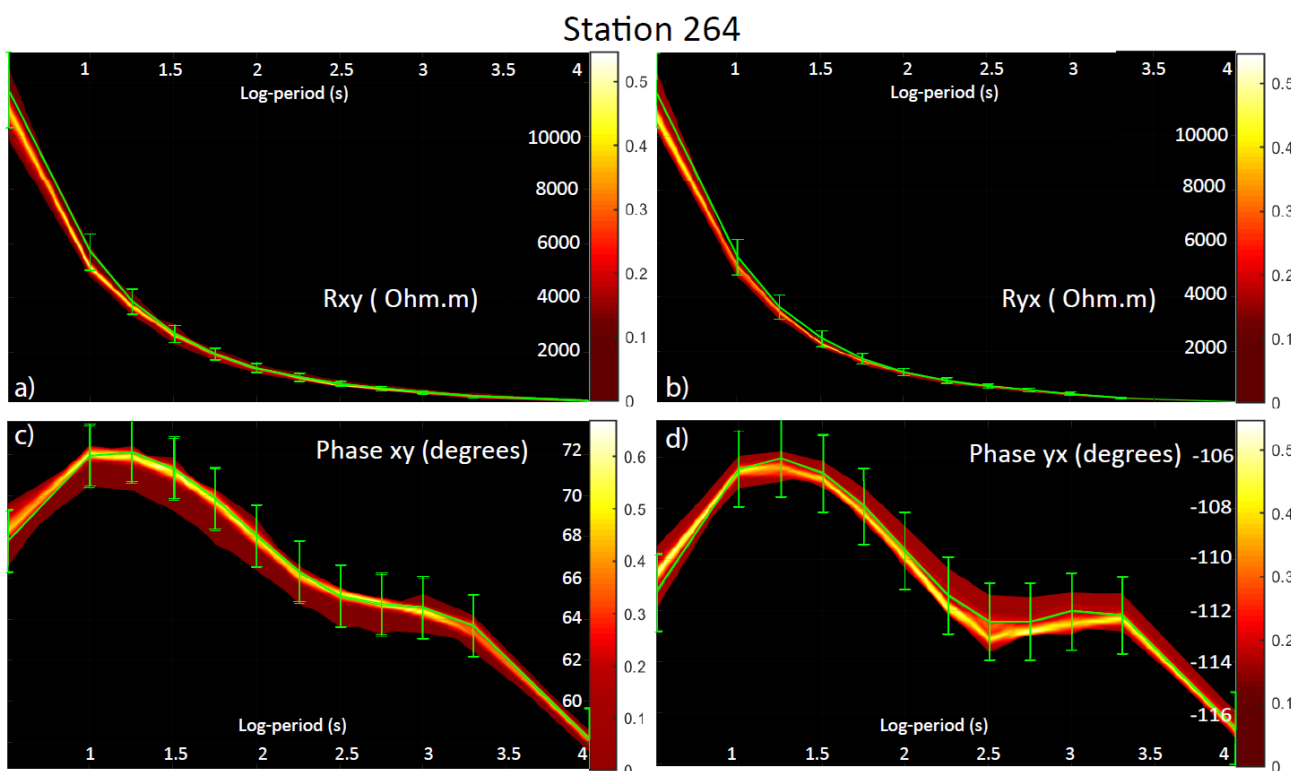 Station 264
1 1.5 2 2.5 3 3.5 4
Log-period (s)
10000
8000
6000
4000
2000
Rxy ( Ohm.m)
a)
0.5
0.4
0.3
0.2
0.1
0
1 1.5 2 2.5 3 3.5 4
Log-period (s)
10000
8000
6000
4000
2000
Ryx ( Ohm.m)
b)
0.5
0.4
0.3
0.2
0.1
0
c)
Phase xy (degrees)
72
70
68
66
64
62
60
Log-period (s)
1 1.5 2 2.5 3 3.5 4
0.6
0.5
0.4
0.3
0.2
0.1
0
d)
Phase yx (degrees)
-106
-108
-110
-112
-114
-116
Log-period (s)
1 1.5 2 2.5 3 3.5 4
0.5
0.4
0.3
0.2
0.1
0